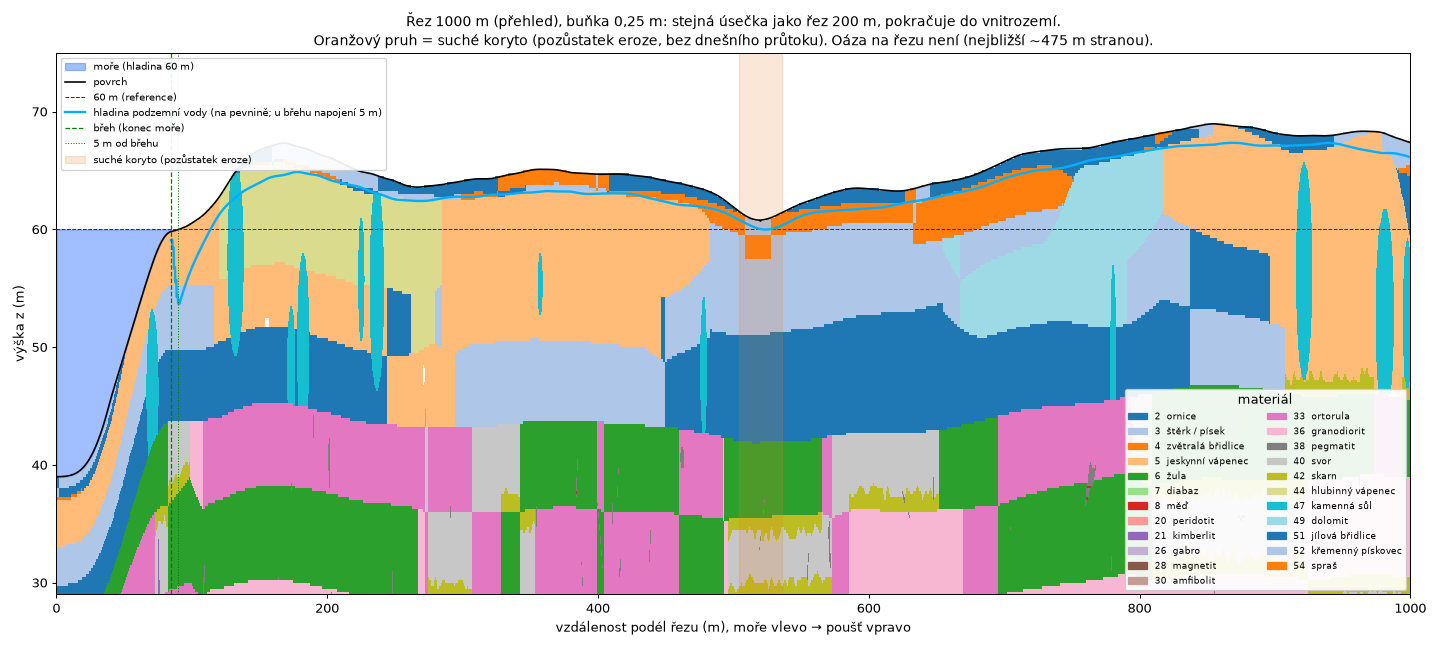 Řez 1000 m (přehled), buňka 0,25 m: stejná úsečka jako řez 200 m, pokračuje do vnitrozemí.
Oranžový pruh = suché koryto (pozůstatek eroze, bez dnešního průtoku). Oáza na řezu není (nejbližší ~475 m stranou).
moře (hladina 60 m)
povrch
60 m (reference)
hladina podzemní vody (na pevnině; u břehu napojení 5 m)
břeh (konec moře)
5 m od břehu
suché koryto (pozůstatek eroze)
výška z (m)
70
60
50
40
30
materiál
2 ornice
3 štěrk / písek
4 zvětralá břidlice
5 jeskynní vápenec
6 žula
7 diabaz
8 měď
20 peridotit
21 kimberlit
26 gabro
28 magnetit
30 amfibolit
33 ortorula
36 granodiorit
38 pegmatit
40 svor
42 skarn
44 hlubinný vápenec
47 kamenná sůl
49 dolomit
51 jílová břidlice
52 křemenný pískovec
54 spraš
0 200 400 600 800 1000
vzdálenost podél řezu (m), moře vlevo → poušť vpravo